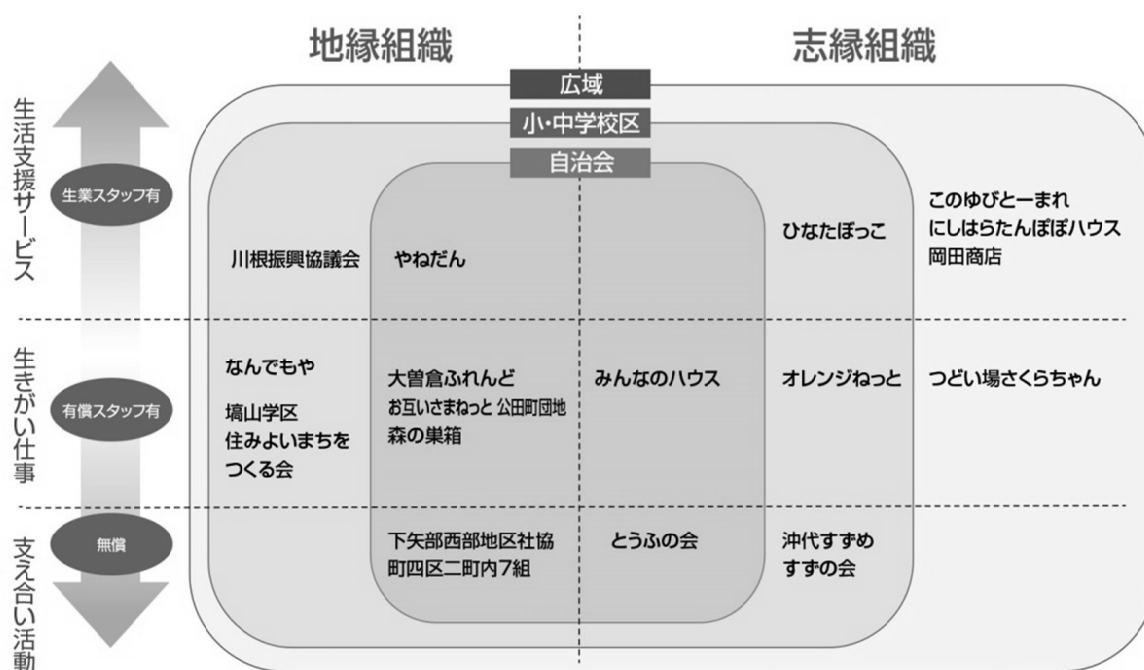 地縁組織
志縁組織
広域
小・中学校区
自治会
生活支援サービス
生業スタッフ有
川根振興協議会
やねだん
ひなたぼっこ
このゆびとーまれ
にしはらたんぽぽハウス
岡田商店
生きがい仕事
有償スタッフ有
なんでもや
塙山学区
住みよいまちを
つくる会
大曽倉ふれんど
お互いさまねっと 公田町団地
森の巣箱
みんなのハウス
オレンジねっと
つどい場さくらちゃん
支え合い活動
無償
下矢部西部地区社協
町四区二町内7組
とうふの会
沖代すずめ
すずの会